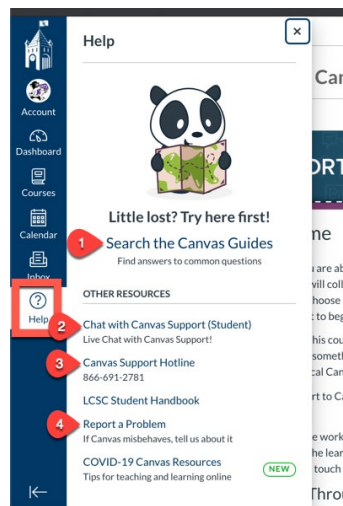 Account
Dashboard
Courses
Calendar
Inbox
Help
Help
×
Little lost? Try here first!
1
Search the Canvas Guides
Find answers to common questions
OTHER RESOURCES
2
Chat with Canvas Support (Student)
Live Chat with Canvas Support!
3
Canvas Support Hotline
866-691-2781
LCSC Student Handbook
4
Report a Problem
If Canvas misbehaves, tell us about it
COVID-19 Canvas Resources
NEW
Tips for teaching and learning online